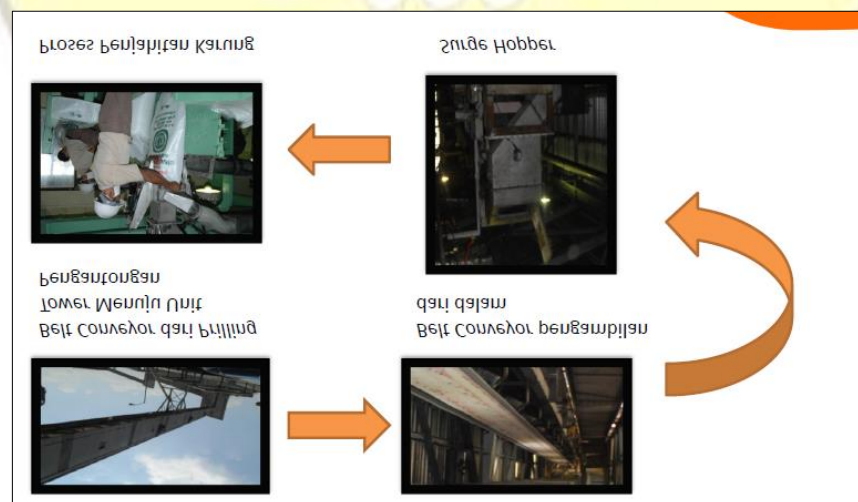 Belt Conveyor dari Prilling
Tower Menuju Unit
Pengantongan
Belt Conveyor pengambilan
dari dalam
Proses Penjahitan Karung
Surge Hopper